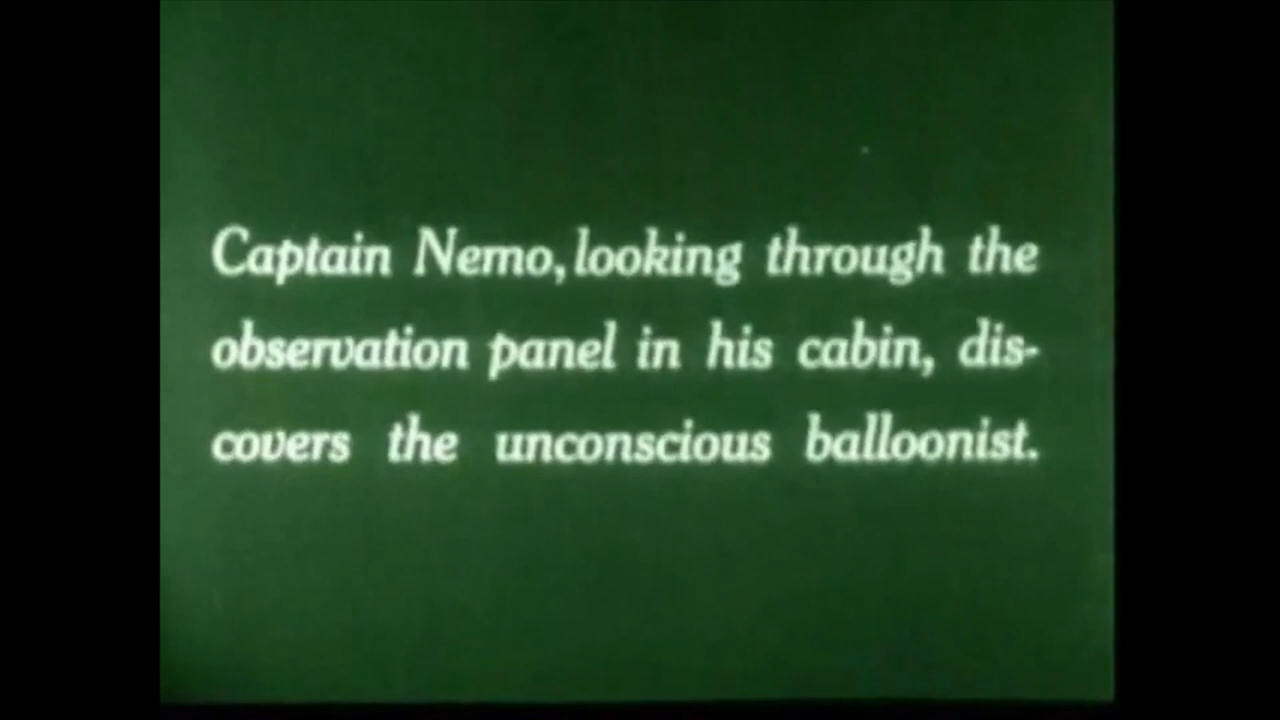 Captain Nemo, looking through the
observation panel in his cabin, dis-
covers the unconscious balloonist.